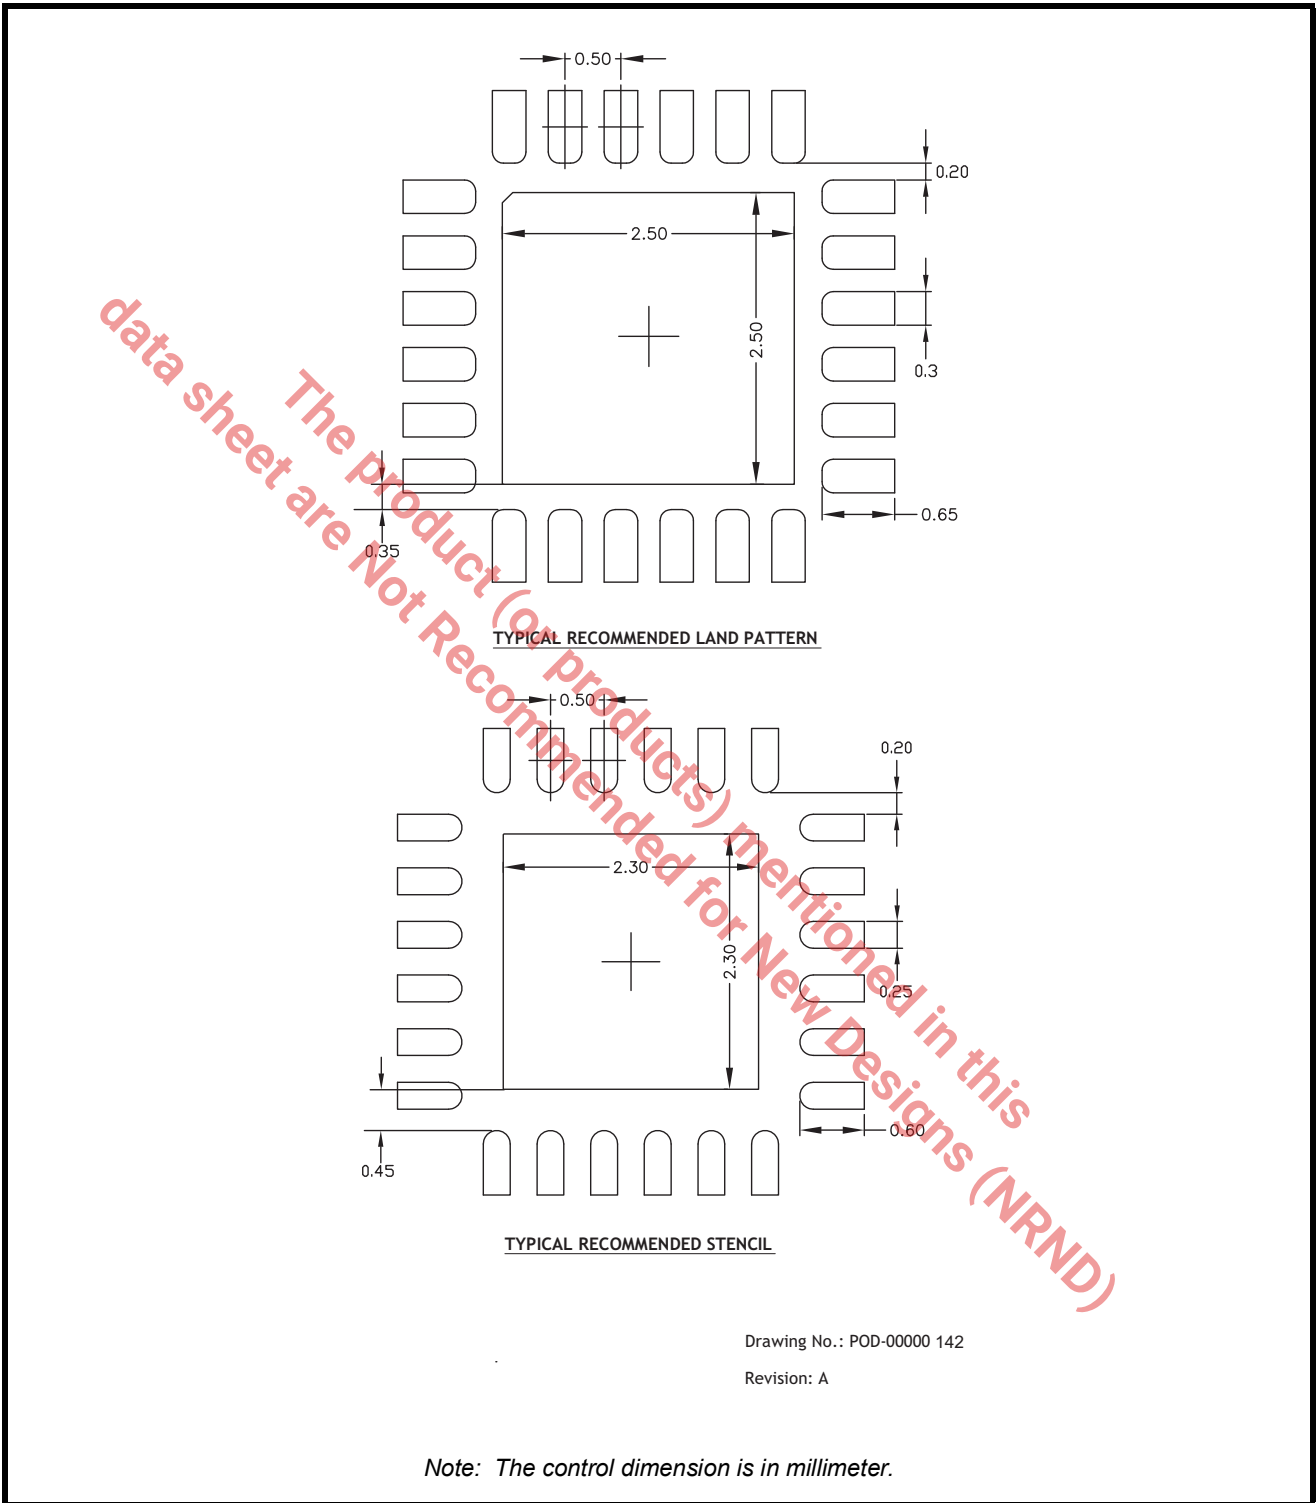 0.50
0.20
2.50
2.50
0.3
0.65
0.35
TYPICAL RECOMMENDED LAND PATTERN
0.50
0.20
2.30
2.30
0.25
0.60
0.45
TYPICAL RECOMMENDED STENCIL
The product (or products) mentioned in this
data sheet are Not Recommended for New Designs (NRND)
Drawing No.: POD-00000 142
Revision: A
Note: The control dimension is in millimeter.